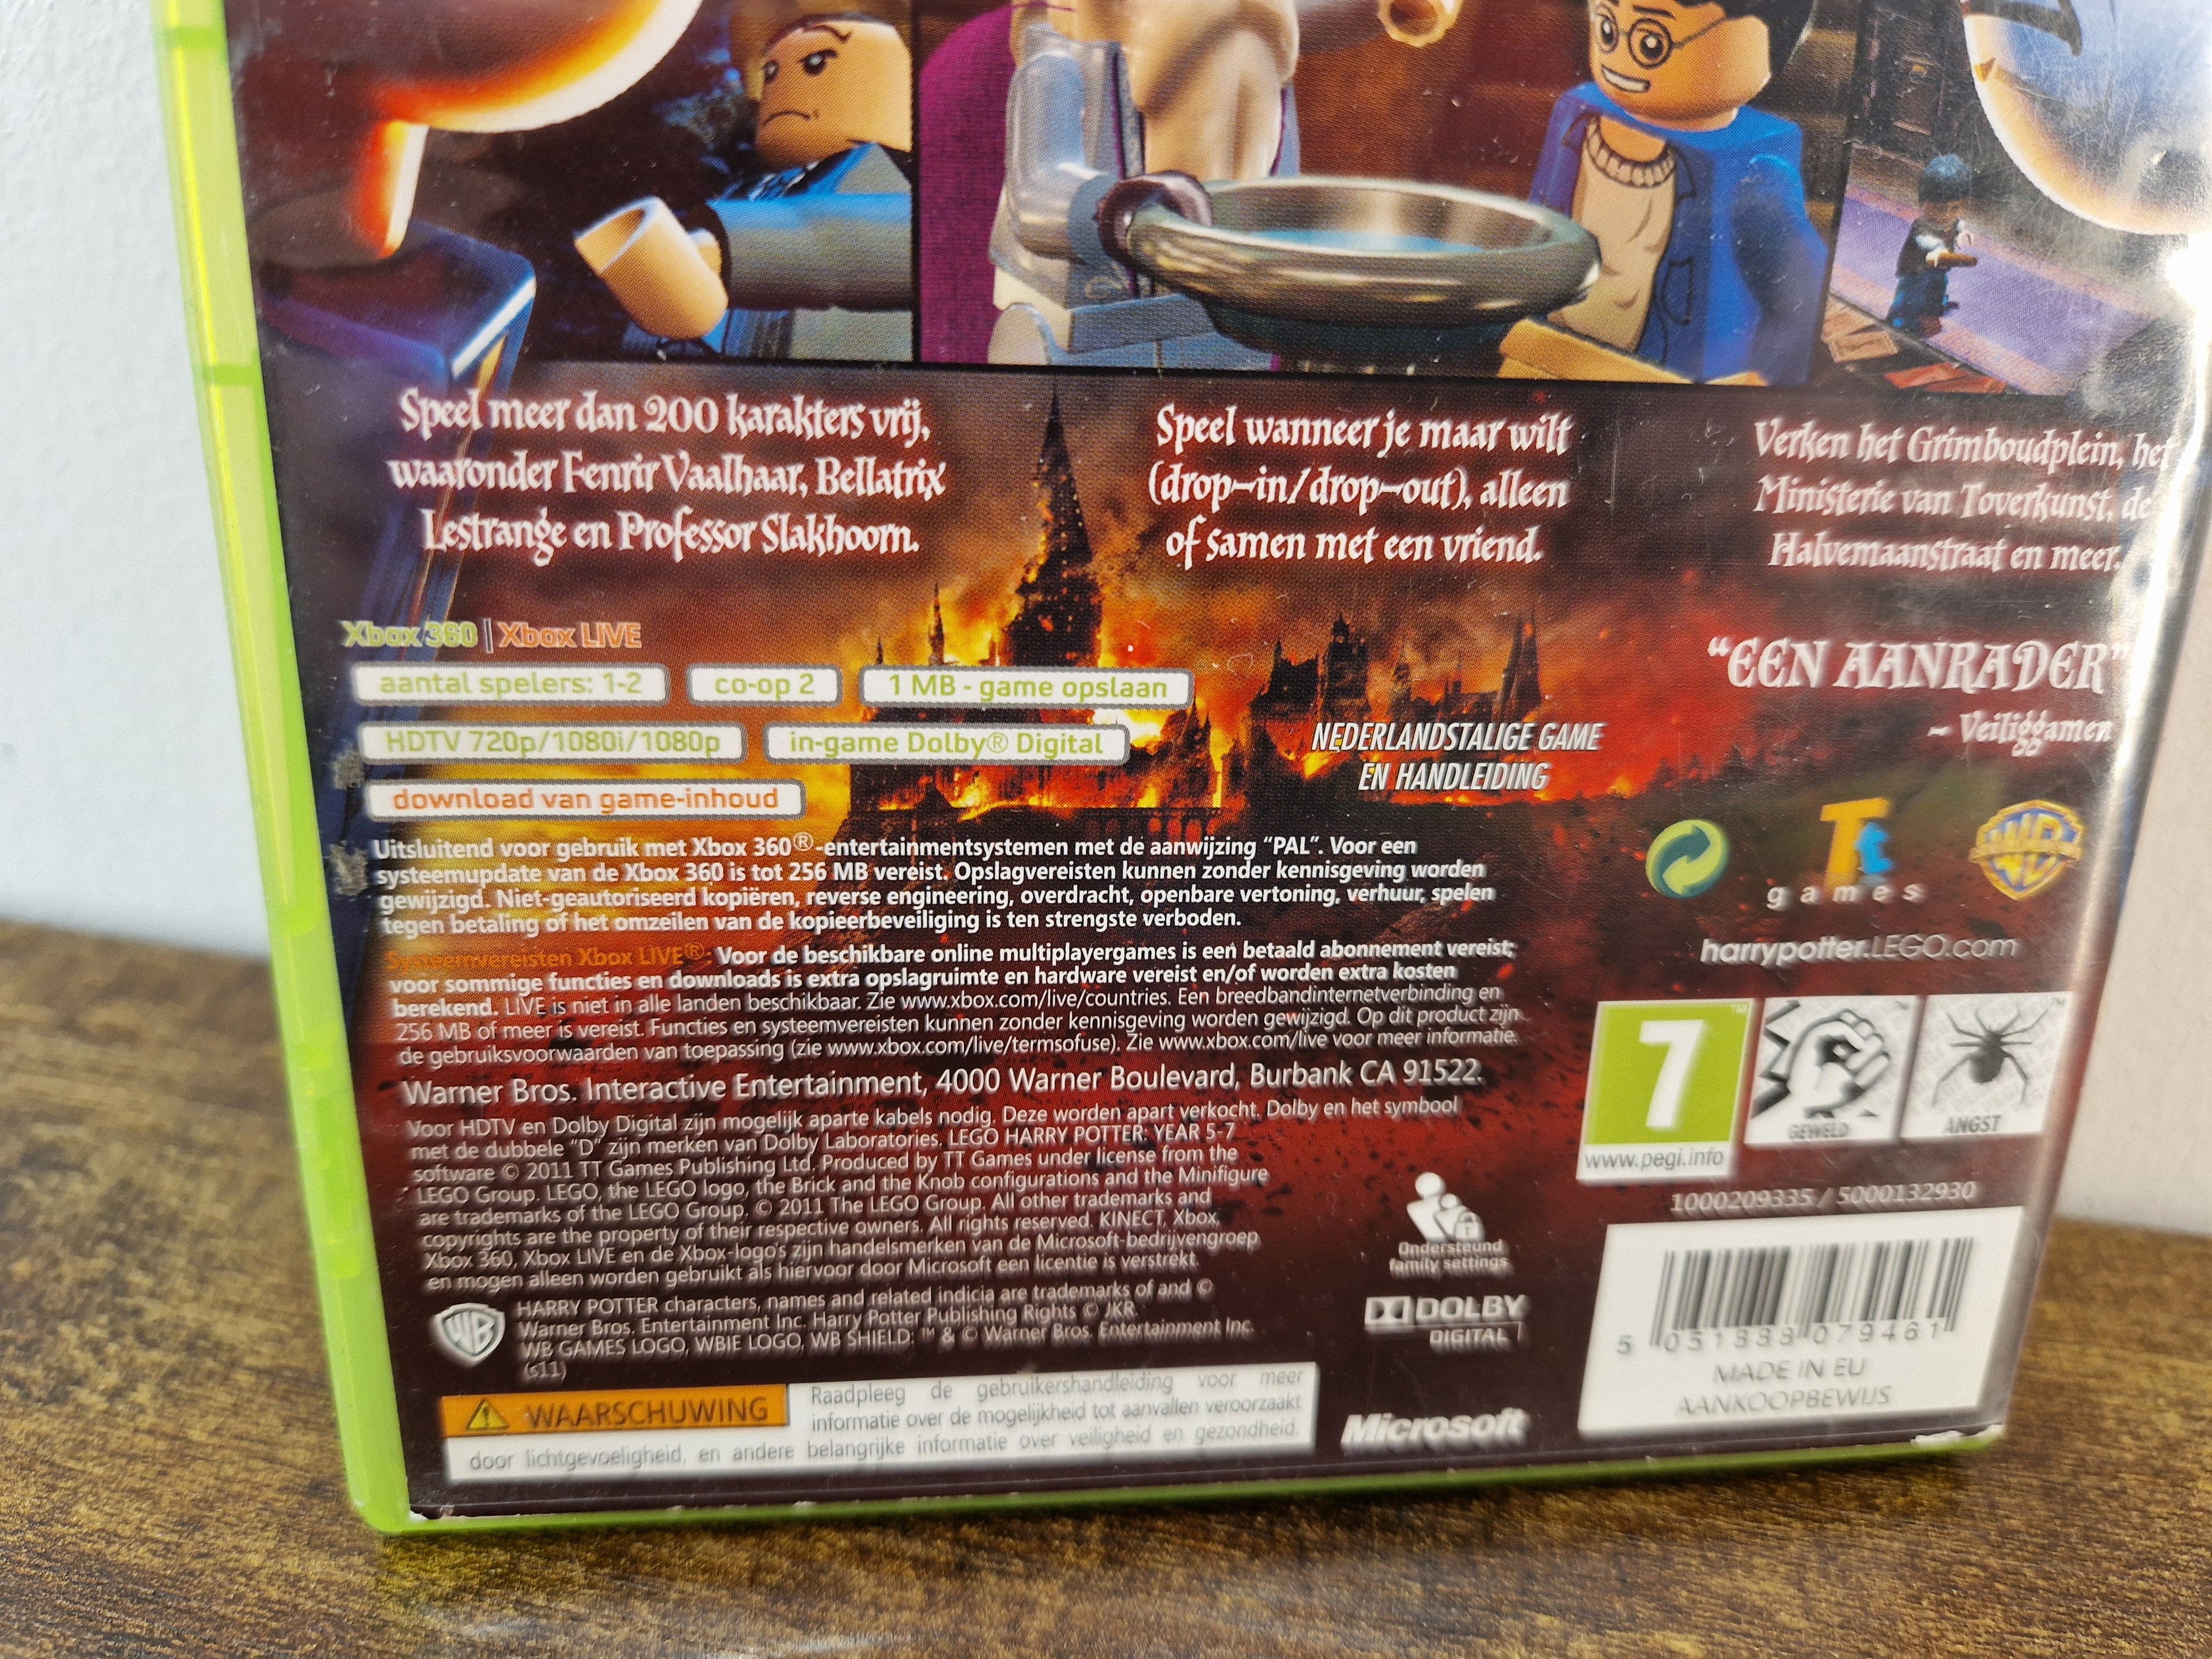 Speel meer dan 200 karakters vrij,
waaronder Fenrir Vaalhaar, Bellatrix
Lestrange en Professor Slakhoorn.
Speel wanneer je maar wilt
(drop-in/drop-out), alleen
of samen met een vriend.
Verken het Grimboudplein, het
Ministerie van Toverkunst, de
Halvemaanstraat en meer.
Xbox 360 | Xbox LIVE
aantal spelers: 1-2
co-op 2
1 MB - game opslaan
HDTV 720p/1080i/1080p
in-game Dolby® Digital
download van game-inhoud
"EEN AANRADER"
- Veiliggamen
NEDERLANDSTALIGE GAME
EN HANDLEIDING
Uitsluitend voor gebruik met Xbox 360®-entertainmentsystemen met de aanwijzing "PAL". Voor een
systeemupdate van de Xbox 360 is tot 256 MB vereist. Opslagvereisten kunnen zonder kennisgeving worden
gewijzigd. Niet-geautoriseerd kopiëren, reverse engineering, overdracht, openbare vertoning, verhuur, spelen
tegen betaling of het omzeilen van de kopieerbeveiliging is ten strengste verboden.
Systeemvereisten Xbox LIVE®: Voor de beschikbare online multiplayergames is een betaald abonnement vereist;
voor sommige functies en downloads is extra opslagruimte en hardware vereist en/of worden extra kosten
berekend. LIVE is niet in alle landen beschikbaar. Zie www.xbox.com/live/countries. Een breedbandinternetverbinding en
256 MB of meer is vereist. Functies en systeemvereisten kunnen zonder kennisgeving worden gewijzigd. Op dit product zijn
de gebruiksvoorwaarden van toepassing (zie www.xbox.com/live/termsofuse). Zie www.xbox.com/live voor meer informatie.
Warner Bros. Interactive Entertainment, 4000 Warner Boulevard, Burbank CA 91522.
Voor HDTV en Dolby Digital zijn mogelijk aparte kabels nodig. Deze worden apart verkocht. Dolby en het symbool
met de dubbele "D" zijn merken van Dolby Laboratories. LEGO HARRY POTTER: YEAR 5-7
software © 2011 TT Games Publishing Ltd. Produced by TT Games under license from the
LEGO Group. LEGO, the LEGO logo, the Brick and the Knob configurations and the Minifigure
are trademarks of the LEGO Group. © 2011 The LEGO Group. All other trademarks and
copyrights are the property of their respective owners. All rights reserved. KINECT, Xbox,
Xbox 360, Xbox LIVE en de Xbox-logo's zijn handelsmerken van de Microsoft-bedrijvengroep
en mogen alleen worden gebruikt als hiervoor door Microsoft een licentie is verstrekt.
WB
HARRY POTTER characters, names and related indicia are trademarks of and ©
Warner Bros. Entertainment Inc. Harry Potter Publishing Rights © JKR.
WB GAMES LOGO, WBIE LOGO, WB SHIELD: ™ & © Warner Bros. Entertainment Inc.
(s11)
WAARSCHUWING
Raadpleeg de gebruikershandleiding voor meer
informatie over de mogelijkheid tot aanvallen veroorzaakt
door lichtgevoeligheid, en andere belangrijke informatie over veiligheid en gezondheid.
Tt
games
WB
harrypotter.LEGO.com
7™
www.pegi.info
™
GEWELD
™
ANGST
1000209335 / 5000132930
Ondersteund
family settings
DOLBY
DIGITAL
Microsoft
5 051888 079461
MADE IN EU
AANKOOPBEWIJS